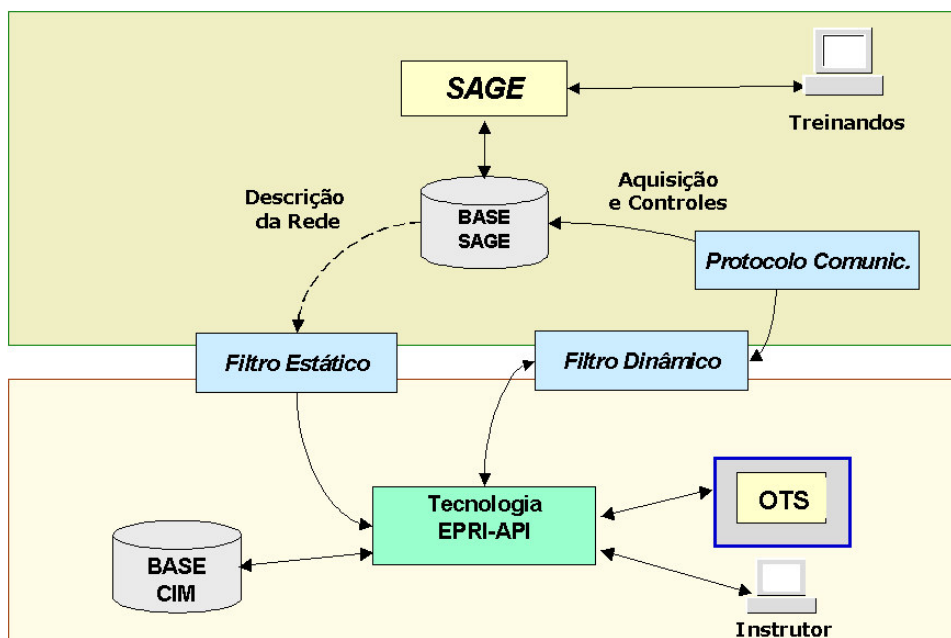 SAGE
Treinandos
Descrição
da Rede
BASE
SAGE
Aquisição
e Controles
Protocolo Comunic.
Filtro Estático
Filtro Dinâmico
Tecnologia
EPRI-API
OTS
BASE
CIM
Instrutor